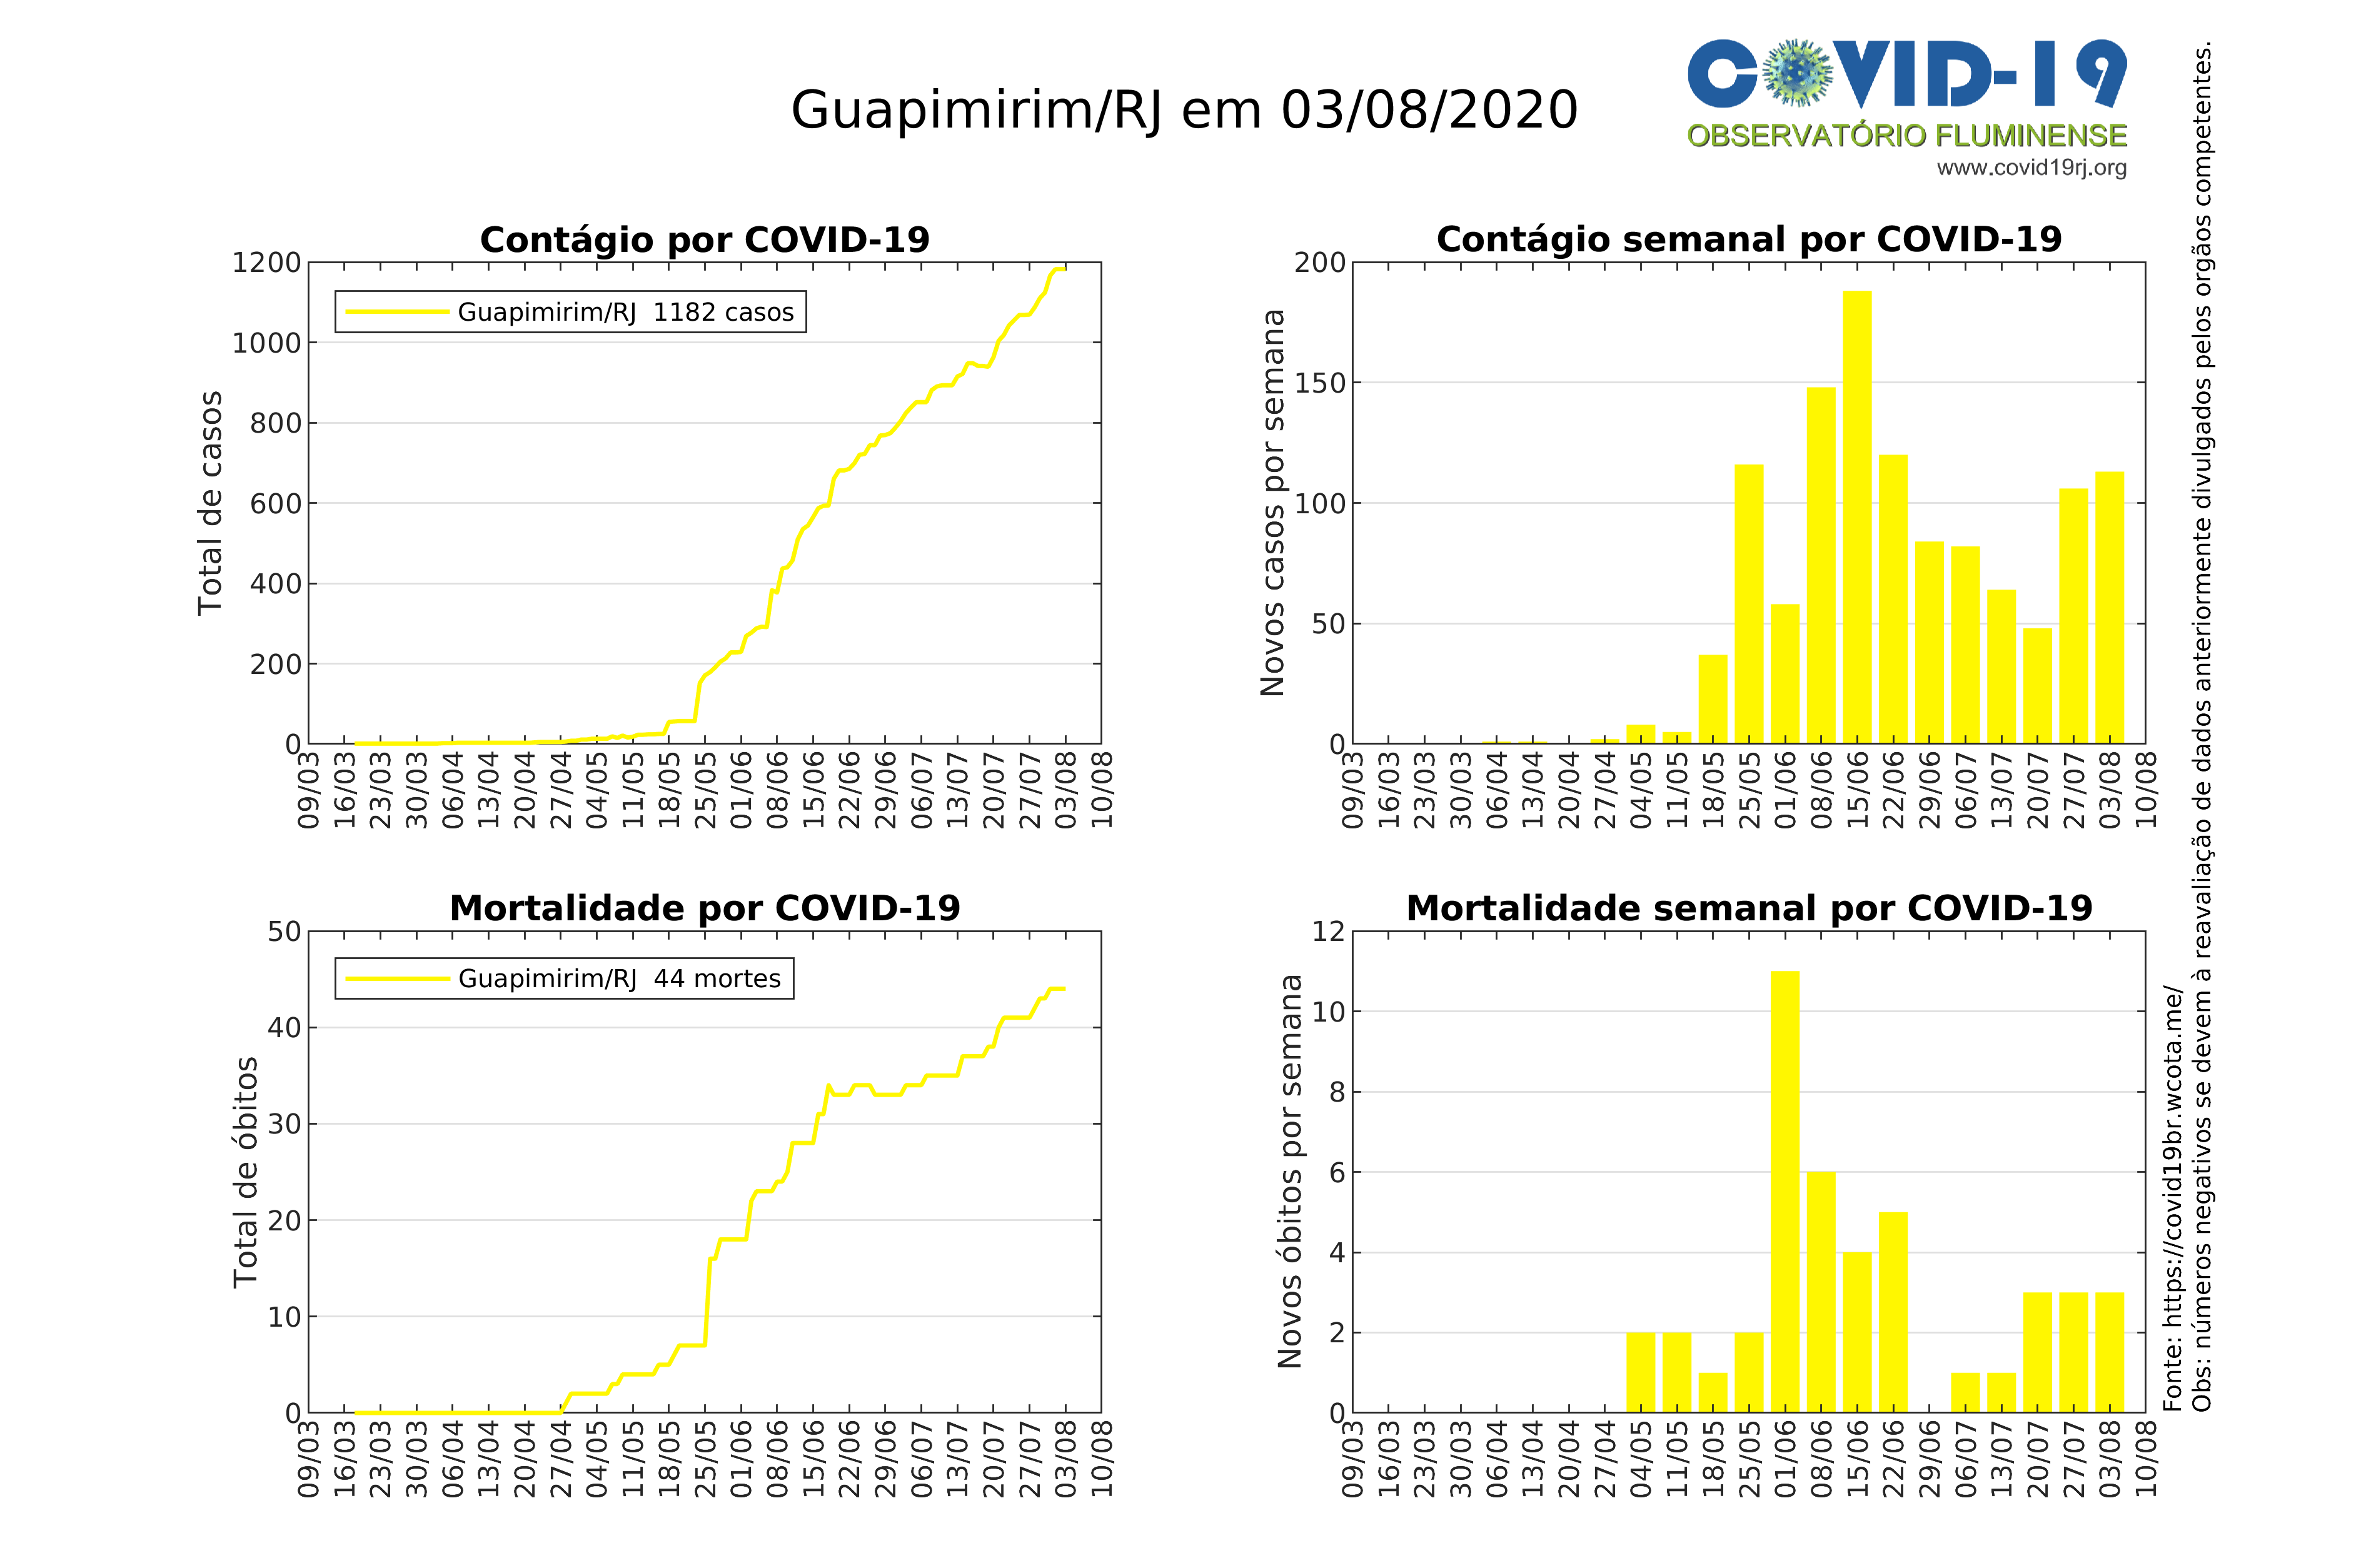 Guapimirim/RJ em 03/08/2020
COVID-19
OBSERVATÓRIO FLUMINENSE
www.covid19rj.org
Contágio por COVID-19
Total de casos
1200
1000
800
600
400
200
0
Guapimirim/RJ 1182 casos
09/03 16/03 23/03 30/03 06/04 13/04 20/04 27/04 04/05 11/05 18/05 25/05 01/06 08/06 15/06 22/06 29/06 06/07 13/07 20/07 27/07 03/08 10/08
Contágio semanal por COVID-19
Novos casos por semana
200
150
100
50
0
09/03 16/03 23/03 30/03 06/04 13/04 20/04 27/04 04/05 11/05 18/05 25/05 01/06 08/06 15/06 22/06 29/06 06/07 13/07 20/07 27/07 03/08 10/08
Mortalidade por COVID-19
Total de óbitos
50
40
30
20
10
0
Guapimirim/RJ 44 mortes
09/03 16/03 23/03 30/03 06/04 13/04 20/04 27/04 04/05 11/05 18/05 25/05 01/06 08/06 15/06 22/06 29/06 06/07 13/07 20/07 27/07 03/08 10/08
Mortalidade semanal por COVID-19
Novos óbitos por semana
12
10
8
6
4
2
0
09/03 16/03 23/03 30/03 06/04 13/04 20/04 27/04 04/05 11/05 18/05 25/05 01/06 08/06 15/06 22/06 29/06 06/07 13/07 20/07 27/07 03/08 10/08
Fonte: https://covid19br.wcota.me/
Obs: números negativos se devem à reavaliação de dados anteriormente divulgados pelos orgãos competentes.